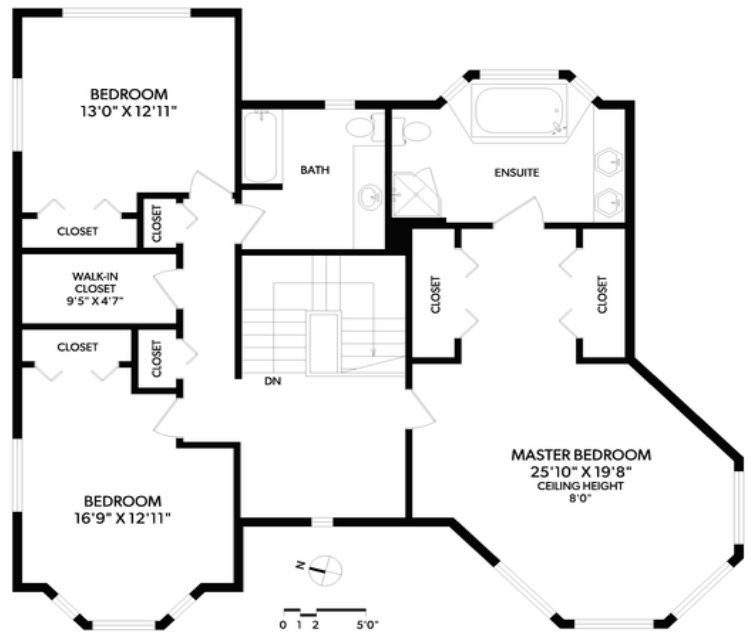 BEDROOM
13'0" X 12'11"
BATH
ENSUITE
CLOSET
CLOSET
WALK-IN
CLOSET
9'5" X 4'7"
CLOSET
CLOSET
CLOSET
CLOSET
DN
MASTER BEDROOM
25'10" X 19'8"
CEILING HEIGHT
8'0"
BEDROOM
16'9" X 12'11"
N
0 1 2 5'0"